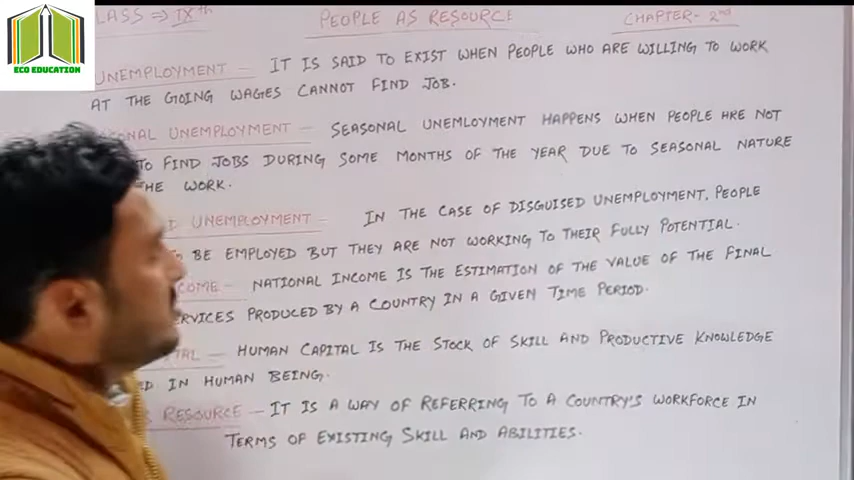 LASS ⇒ IXth PEOPLE AS RESOURCE CHAPTER- 2nd
ECO EDUCATION
UNEMPLOYMENT — IT IS SAID TO EXIST WHEN PEOPLE WHO ARE WILLING TO WORK
AT THE GOING WAGES CANNOT FIND JOB.
ONAL UNEMPLOYMENT — SEASONAL UNEMLOYMENT HAPPENS WHEN PEOPLE ARE NOT
TO FIND JOBS DURING SOME MONTHS OF THE YEAR DUE TO SEASONAL NATURE
THE WORK.
D UNEMPLOYMENT — IN THE CASE OF DISGUISED UNEMPLOYMENT, PEOPLE
BE EMPLOYED BUT THEY ARE NOT WORKING TO THEIR FULLY POTENTIAL.
COME — NATIONAL INCOME IS THE ESTIMATION OF THE VALUE OF THE FINAL
RVICES PRODUCED BY A COUNTRY IN A GIVEN TIME PERIOD.
TAL — HUMAN CAPITAL IS THE STOCK OF SKILL AND PRODUCTIVE KNOWLEDGE
ED IN HUMAN BEING.
RESOURCE — IT IS A WAY OF REFERRING TO A COUNTRY'S WORKFORCE IN
TERMS OF EXISTING SKILL AND ABILITIES.